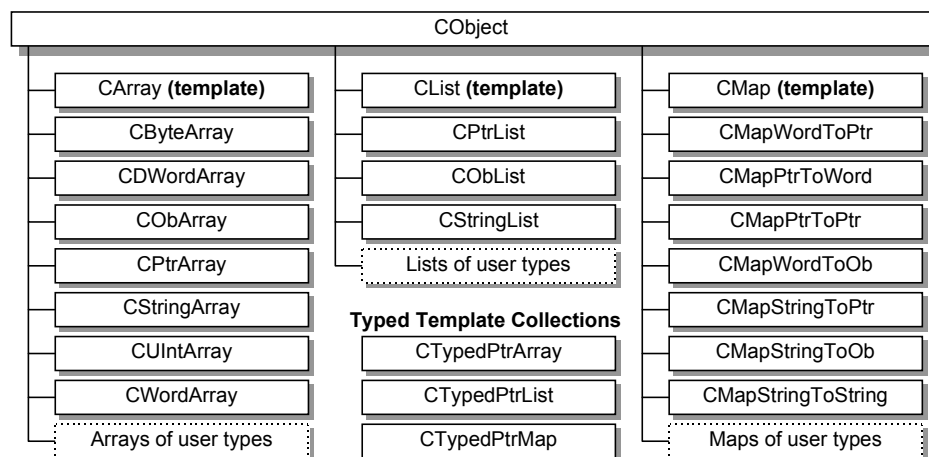 CObject
CArray (template)
CByteArray
CDWordArray
CObArray
CPtrArray
CStringArray
CUIntArray
CWordArray
Arrays of user types
CList (template)
CPtrList
CObList
CStringList
Lists of user types
Typed Template Collections
CTypedPtrArray
CTypedPtrList
CTypedPtrMap
CMap (template)
CMapWordToPtr
CMapPtrToWord
CMapPtrToPtr
CMapWordToOb
CMapStringToPtr
CMapStringToOb
CMapStringToString
Maps of user types